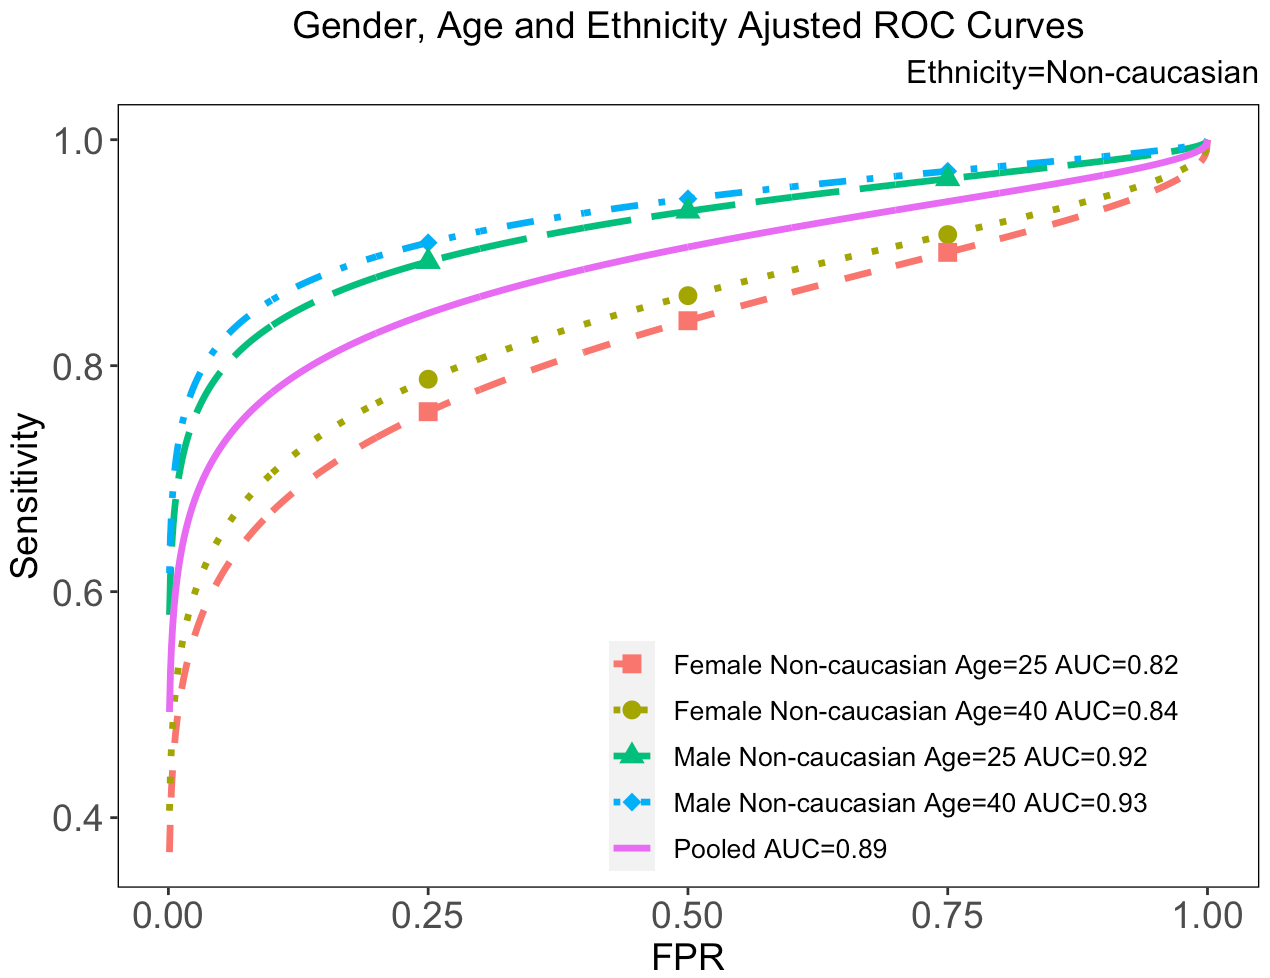 Gender, Age and Ethnicity Ajusted ROC Curves
Ethnicity=Non-caucasian
1.0
0.8
0.6
0.4
Sensitivity
Female Non-caucasian Age=25 AUC=0.82
Female Non-caucasian Age=40 AUC=0.84
Male Non-caucasian Age=25 AUC=0.92
Male Non-caucasian Age=40 AUC=0.93
Pooled AUC=0.89
0.00 0.25 0.50 0.75 1.00
FPR